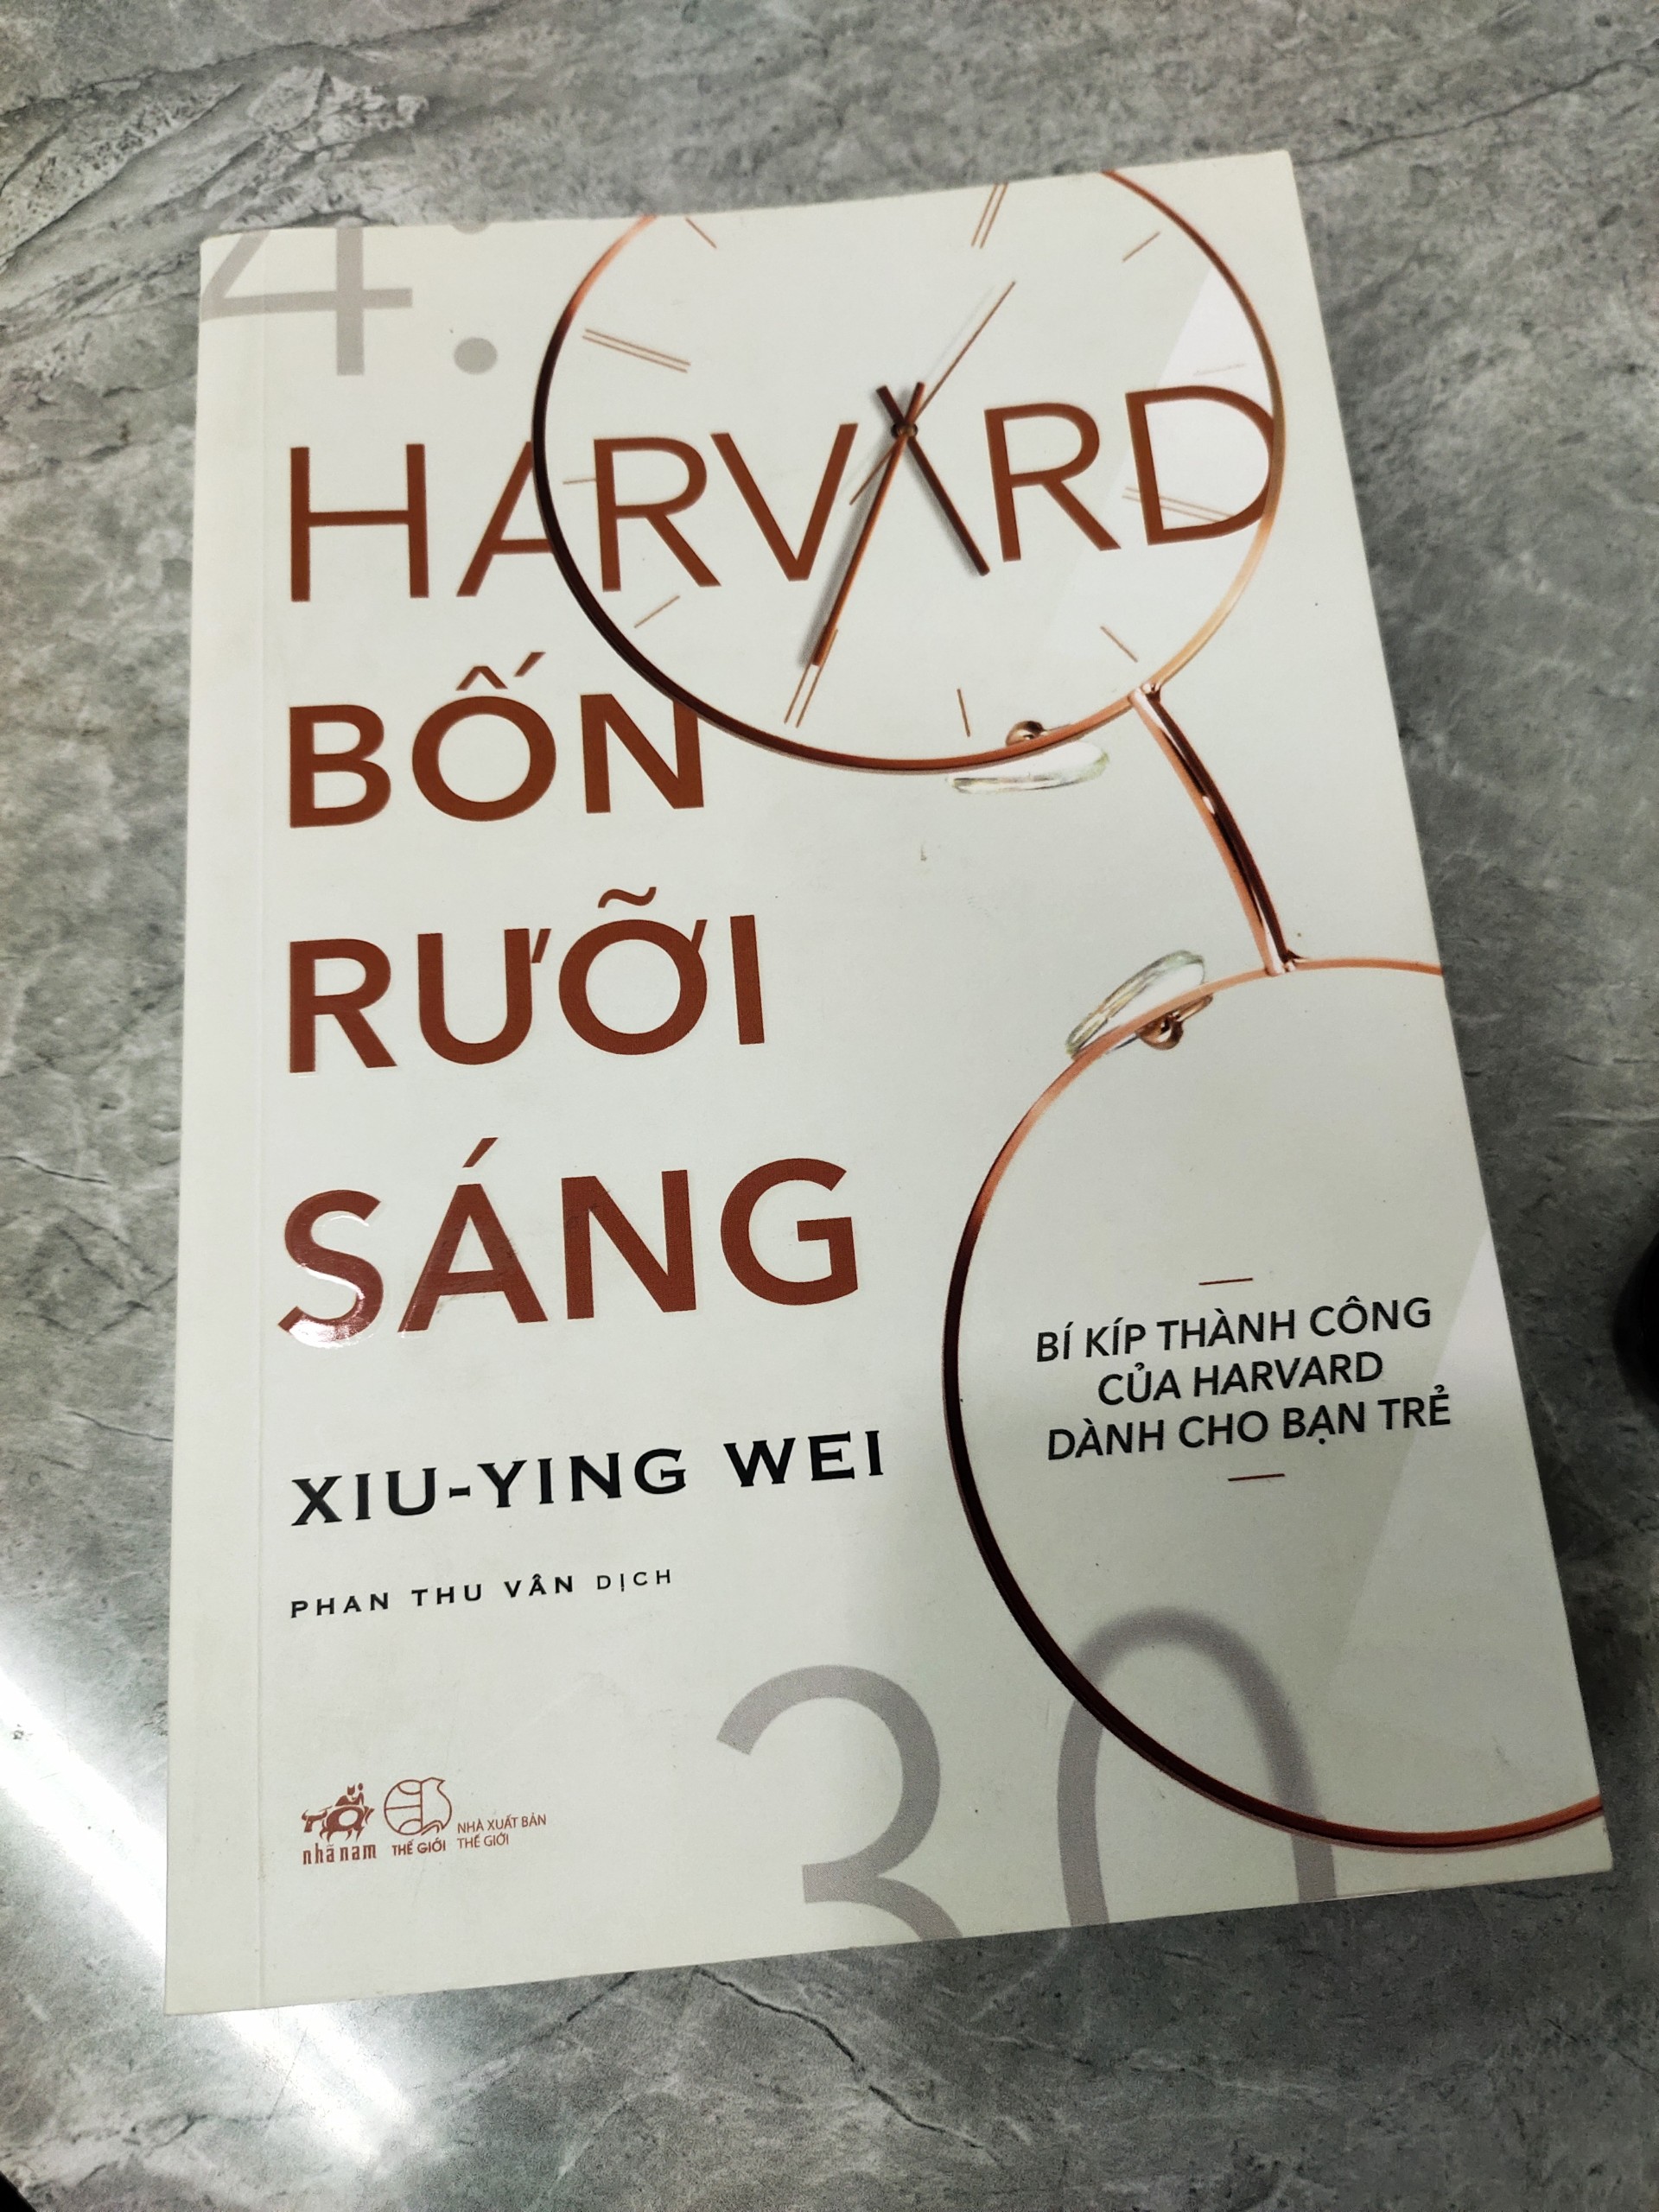 4:
HARVARD
BỐN
RƯỠI
SÁNG
BÍ KÍP THÀNH CÔNG
CỦA HARVARD
DÀNH CHO BẠN TRẺ
XIU-YING WEI
PHAN THU VÂN DỊCH
30
nhã nam
THẾ GIỚI
NHÀ XUẤT BẢN
THẾ GIỚI